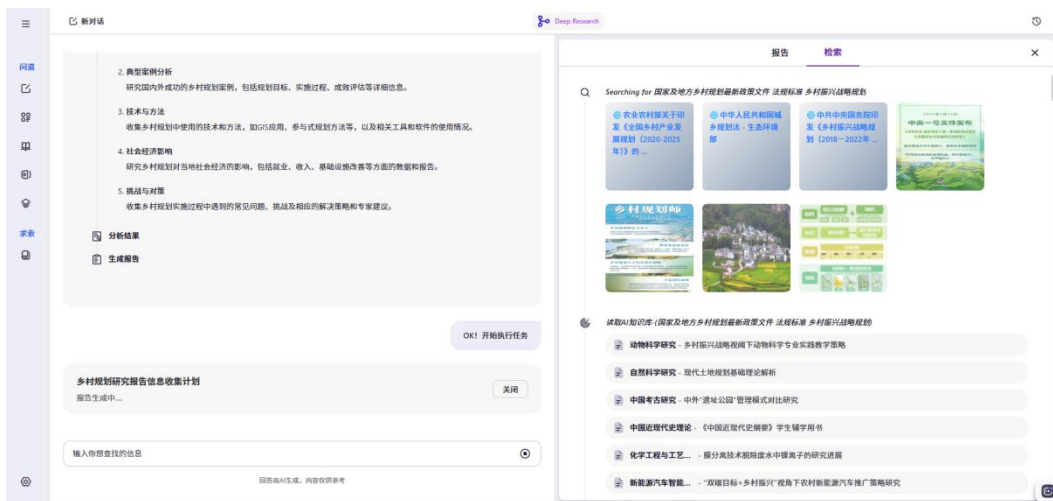 新对话
Deep Research
问道
求索
2. 典型案例分析
研究国内外成功的乡村规划案例，包括规划目标、实施过程、成效评估等详细信息。
3. 技术与方法
收集乡村规划中使用的技术和方法，如GIS应用、参与式规划方法等，以及相关工具和软件的使用情况。
4. 社会经济影响
研究乡村规划对当地社会经济的影响，包括就业、收入、基础设施改善等方面的数据和报告。
5. 挑战与对策
收集乡村规划实施过程中遇到的常见问题、挑战及相应的解决策略和专家建议。
分析结果
生成报告
OK！开始执行任务
乡村规划研究报告信息收集计划
报告生成中...
关闭
输入你想查找的信息
回答由AI生成，内容仅供参考
报告
检索
Searching for 国家及地方乡村规划最新政策文件 法规标准 乡村振兴战略规划
农业农村部关于印
发《全国乡村产业发
展规划（2020-2025
年）》的 ...
中华人民共和国城
乡规划法 - 生态环境
部
中共中央国务院印
发《乡村振兴战略规
划（2018－2022年 ...
中央一号文件发布
乡村规划师
读取AI知识库-(国家及地方乡村规划最新政策文件 法规标准 乡村振兴战略规划)
动物科学研究 - 乡村振兴战略视阈下动物科学专业实践教学策略
自然科学研究 - 现代土地规划基础理论解析
中国考古研究 - 中外“遗址公园”管理模式对比研究
中国近现代史理论 - 《中国近现代史纲要》学生辅学用书
化学工程与工艺... - 膜分离技术脱除废水中镍离子的研究进展
新能源汽车智能... - “双碳目标+乡村振兴”视角下农村新能源汽车推广策略研究